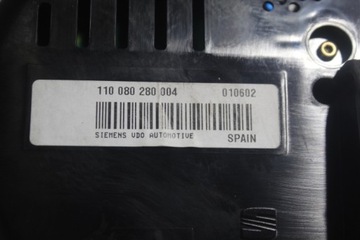 110 080 280 004 010602
SIEMENS VDO AUTOMOTIVE SPAIN